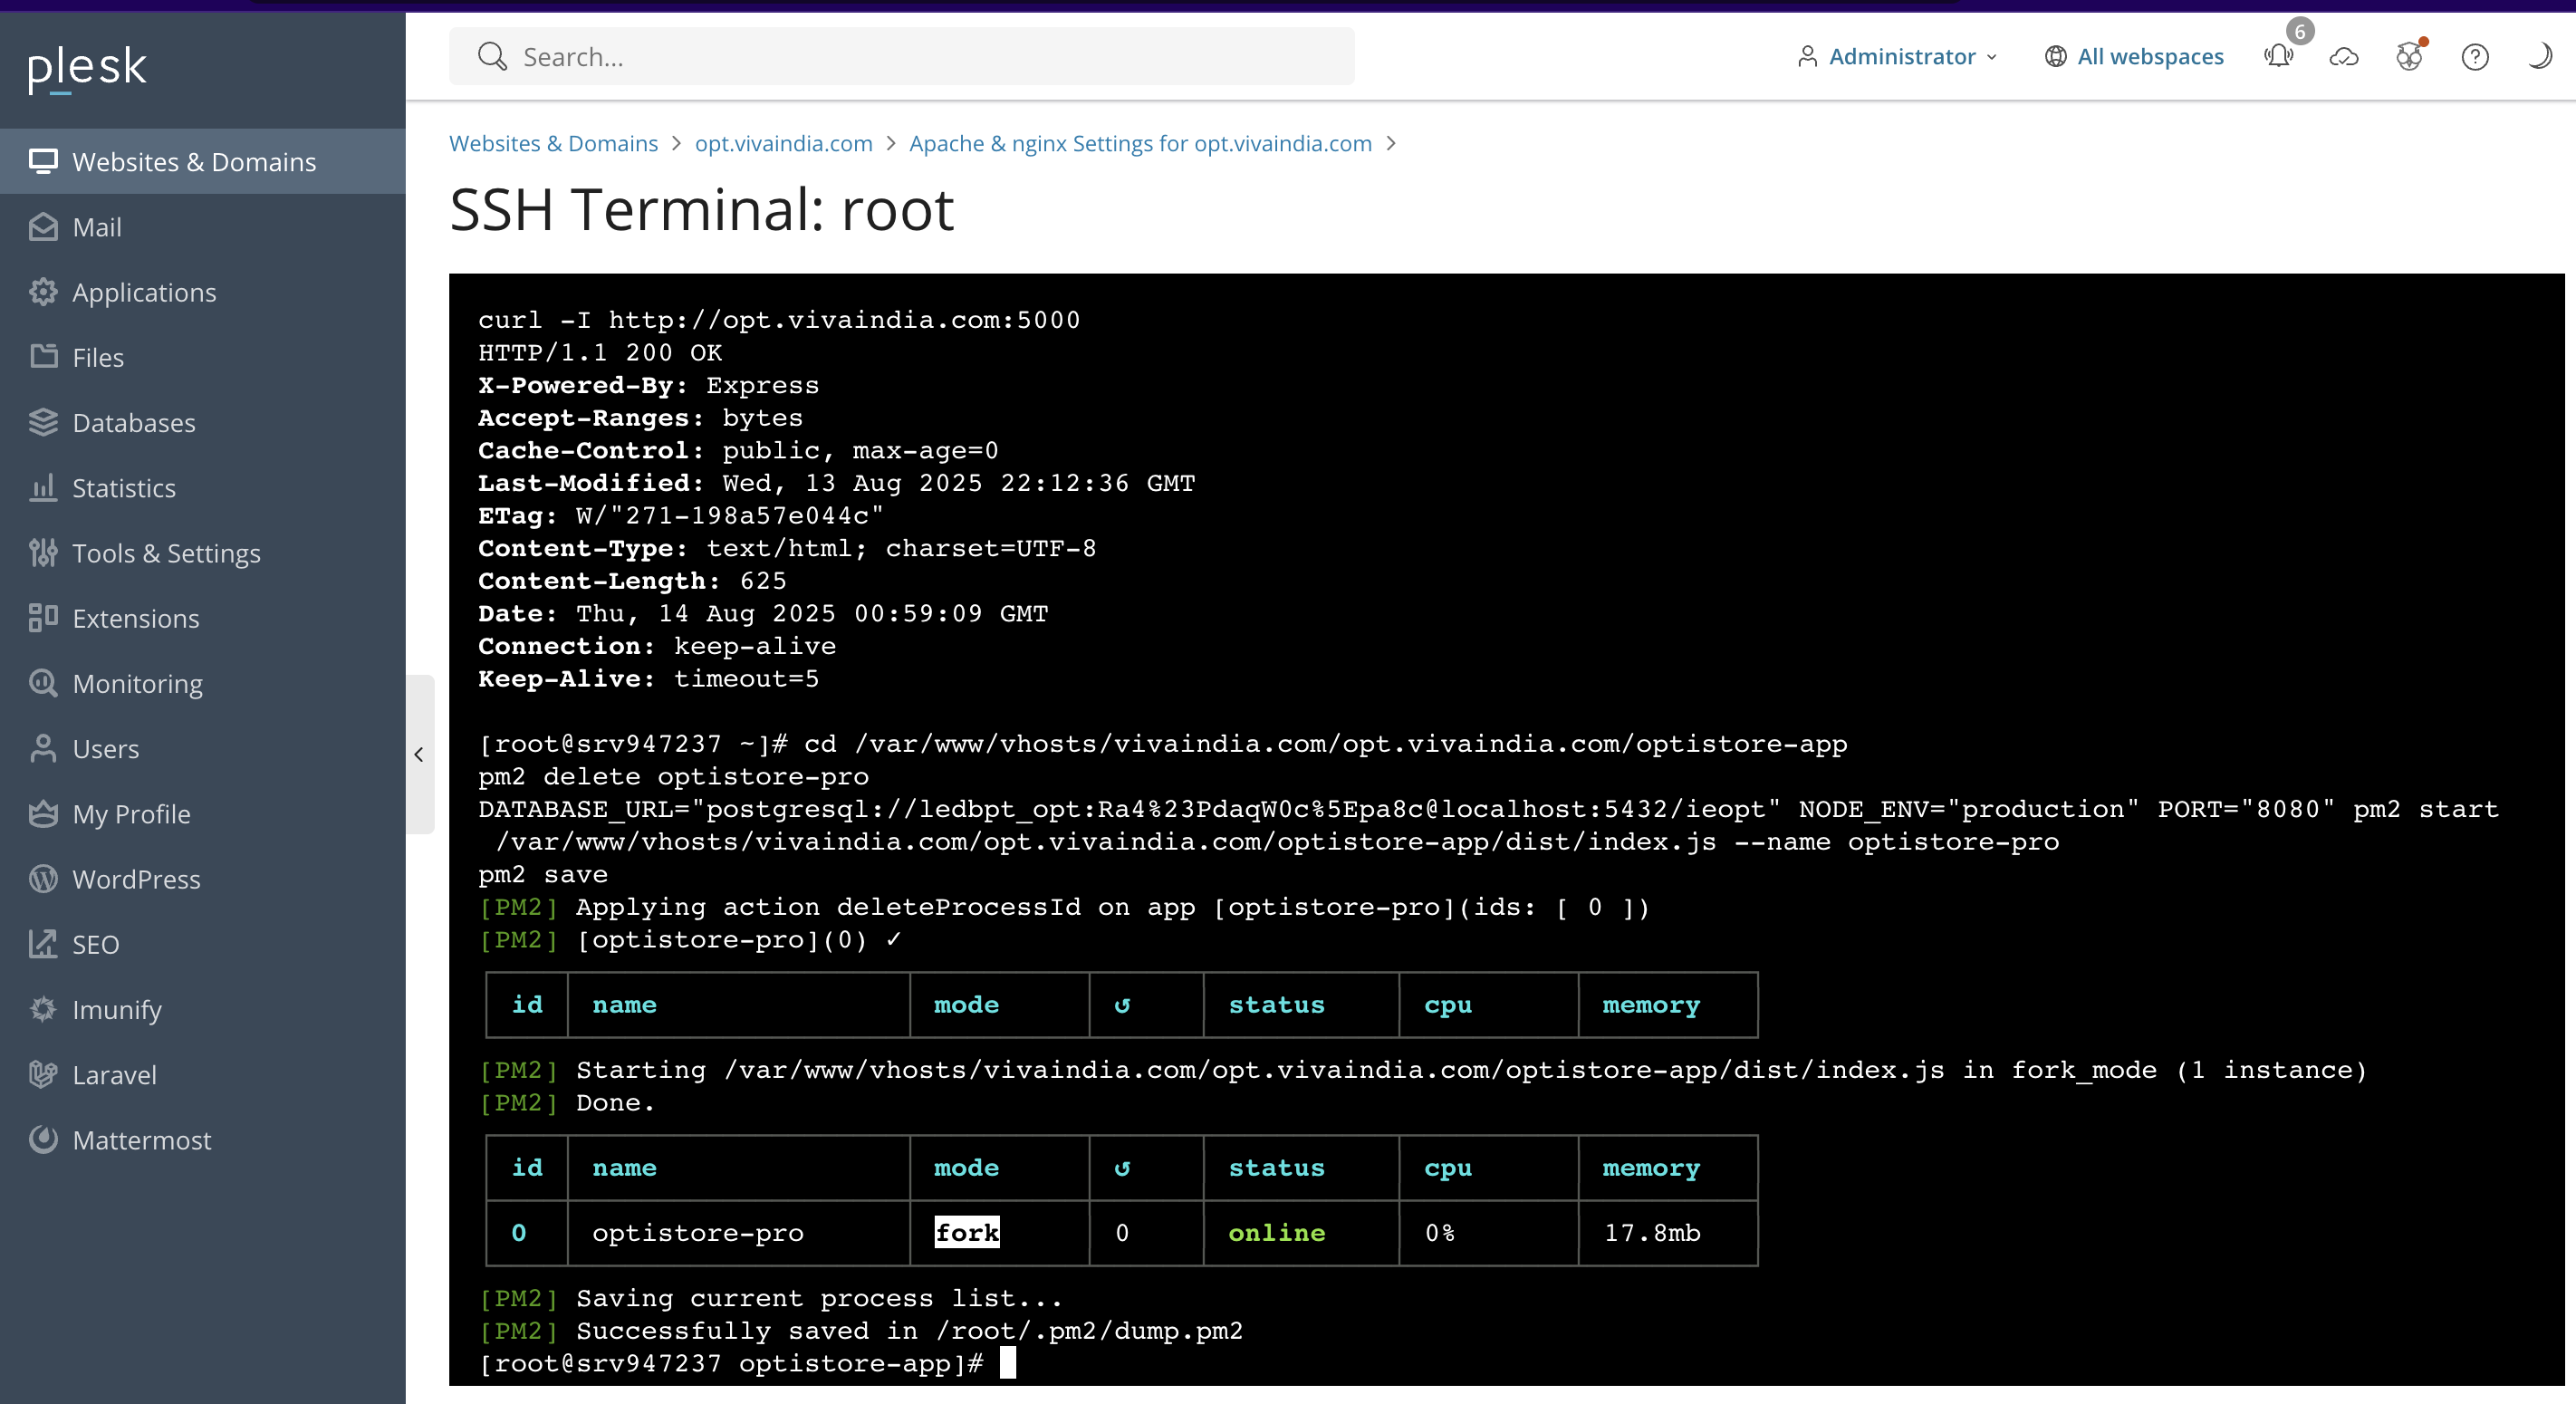 plesk
Search...
Administrator
All webspaces
6
Websites & Domains
Mail
Applications
Files
Databases
Statistics
Tools & Settings
Extensions
Monitoring
Users
My Profile
WordPress
SEO
Imunify
Laravel
Mattermost
Websites & Domains > opt.vivaindia.com > Apache & nginx Settings for opt.vivaindia.com >
SSH Terminal: root
curl -I http://opt.vivaindia.com:5000
HTTP/1.1 200 OK
X-Powered-By: Express
Accept-Ranges: bytes
Cache-Control: public, max-age=0
Last-Modified: Wed, 13 Aug 2025 22:12:36 GMT
ETag: W/"271-198a57e044c"
Content-Type: text/html; charset=UTF-8
Content-Length: 625
Date: Thu, 14 Aug 2025 00:59:09 GMT
Connection: keep-alive
Keep-Alive: timeout=5
[root@srv947237 ~]# cd /var/www/vhosts/vivaindia.com/opt.vivaindia.com/optistore-app
pm2 delete optistore-pro
DATABASE_URL="postgresql://ledbpt_opt:Ra4%23PdaqW0c%5Epa8c@localhost:5432/ieopt" NODE_ENV="production" PORT="8080" pm2 start
/var/www/vhosts/vivaindia.com/opt.vivaindia.com/optistore-app/dist/index.js --name optistore-pro
pm2 save
[PM2] Applying action deleteProcessId on app [optistore-pro](ids: [ 0 ])
[PM2] [optistore-pro](0) ✓
id name mode ↺ status cpu memory
[PM2] Starting /var/www/vhosts/vivaindia.com/opt.vivaindia.com/optistore-app/dist/index.js in fork_mode (1 instance)
[PM2] Done.
id name mode ↺ status cpu memory
0 optistore-pro fork 0 online 0% 17.8mb
[PM2] Saving current process list...
[PM2] Successfully saved in /root/.pm2/dump.pm2
[root@srv947237 optistore-app]#